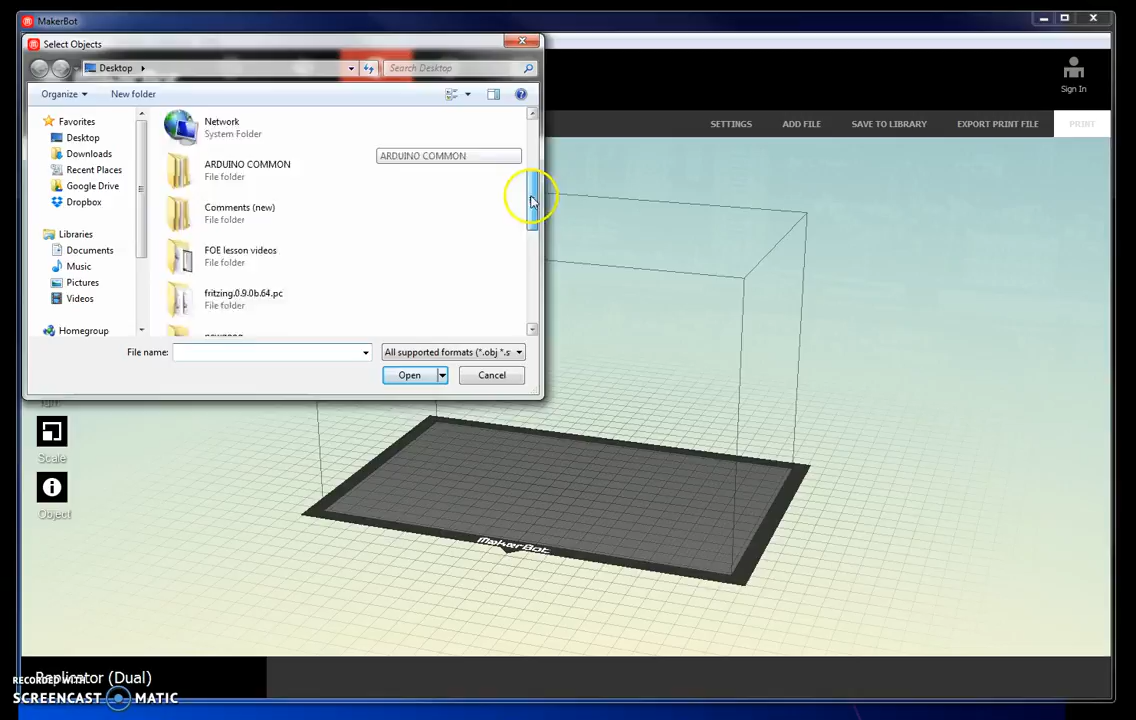 MakerBot
Select Objects
Desktop
Search Desktop
Sign In
Organize
New folder
SETTINGS
ADD FILE
SAVE TO LIBRARY
EXPORT PRINT FILE
PRINT
Favorites
Desktop
Downloads
Recent Places
Google Drive
Dropbox
Libraries
Documents
Music
Pictures
Videos
Homegroup
Network
System Folder
ARDUINO COMMON
File folder
ARDUINO COMMON
Comments (new)
File folder
FOE lesson videos
File folder
fritzing.0.9.0b.64.pc
File folder
File name:
All supported formats (*.obj *.s
Open
Cancel
Scale
Object
MakerBot
Replicator (Dual)
RECORDED WITH
SCREENCAST MATIC